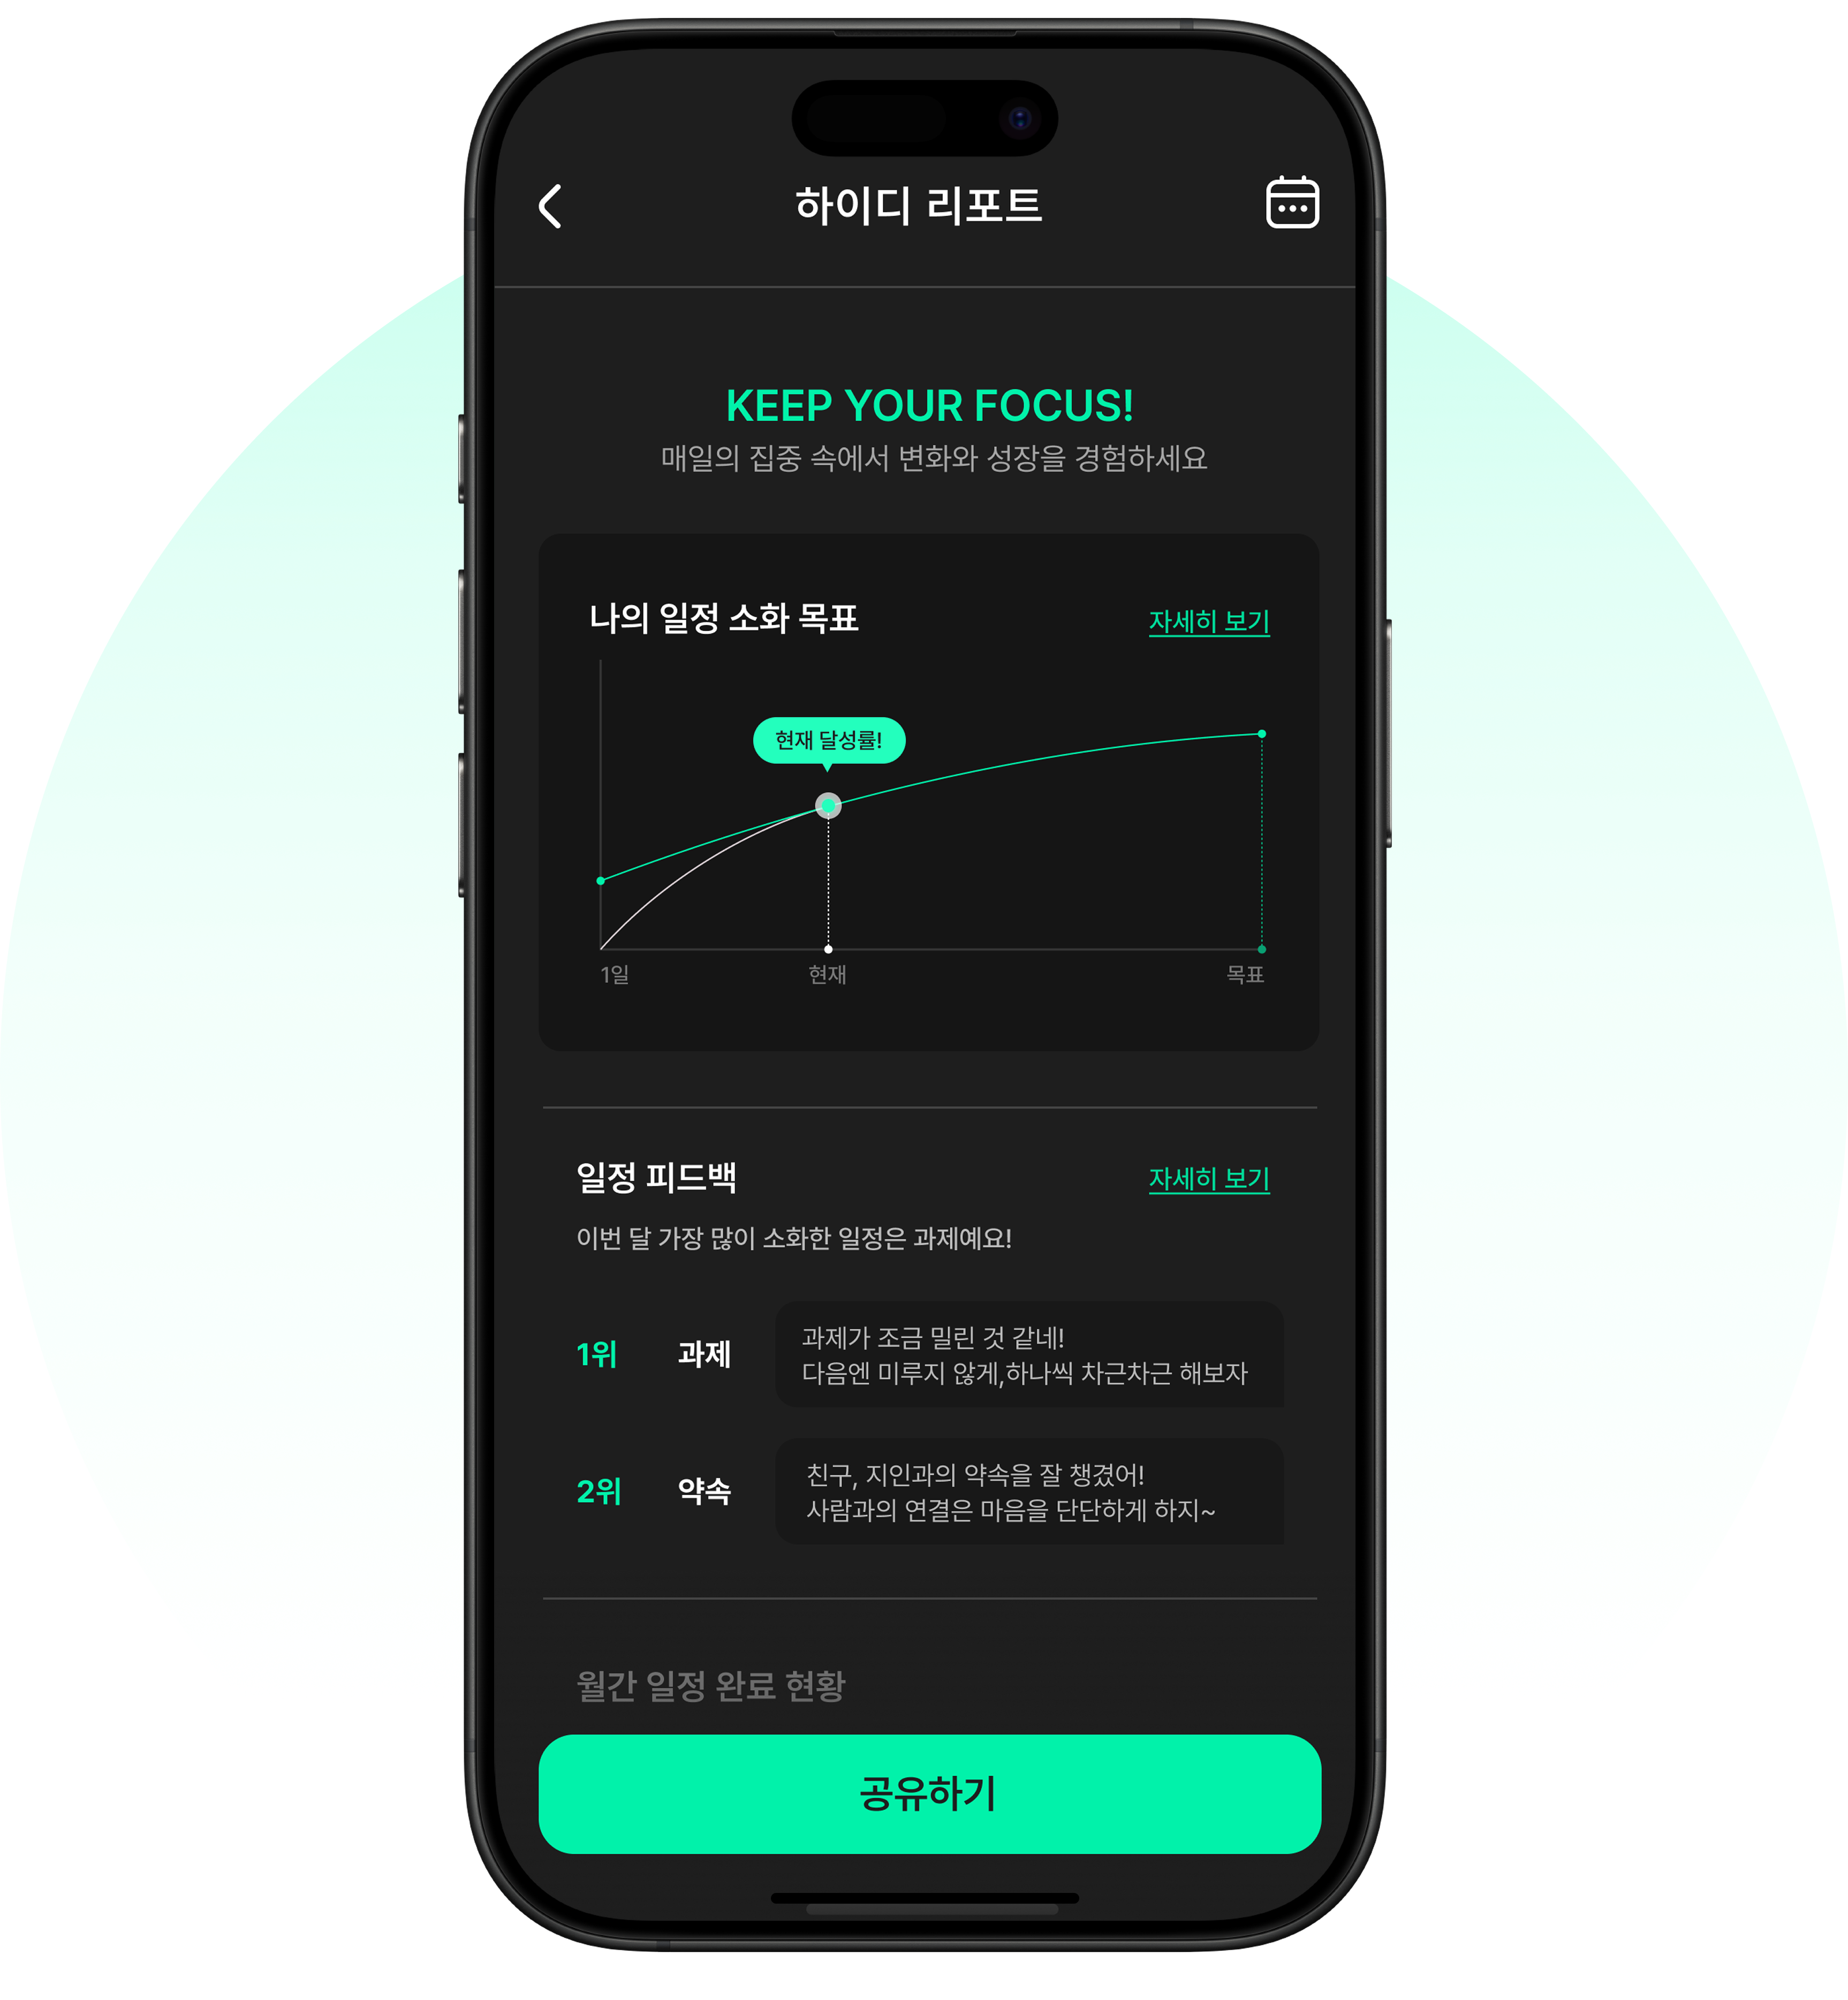 하이디 리포트
KEEP YOUR FOCUS!
매일의 집중 속에서 변화와 성장을 경험하세요
나의 일정 소화 목표
자세히 보기
현재 달성률!
1일
현재
목표
일정 피드백
자세히 보기
이번 달 가장 많이 소화한 일정은 과제예요!
1위
과제
과제가 조금 밀린 것 같네!
다음엔 미루지 않게,하나씩 차근차근 해보자
2위
약속
친구, 지인과의 약속을 잘 챙겼어!
사람과의 연결은 마음을 단단하게 하지~
월간 일정 완료 현황
공유하기